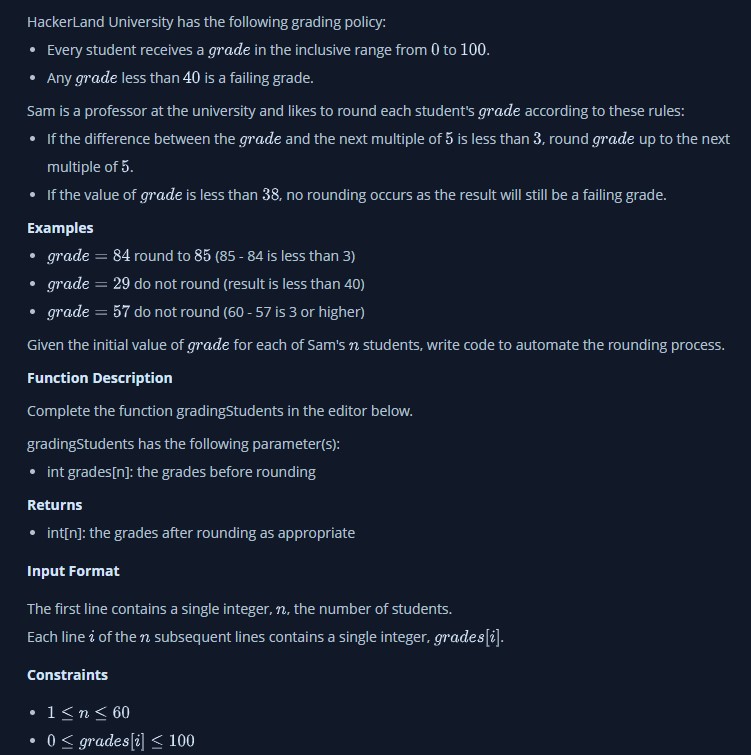 HackerLand University has the following grading policy:
• Every student receives a grade in the inclusive range from 0 to 100.
• Any grade less than 40 is a failing grade.
Sam is a professor at the university and likes to round each student's grade according to these rules:
• If the difference between the grade and the next multiple of 5 is less than 3, round grade up to the next
multiple of 5.
• If the value of grade is less than 38, no rounding occurs as the result will still be a failing grade.
Examples
• grade = 84 round to 85 (85 - 84 is less than 3)
• grade = 29 do not round (result is less than 40)
• grade = 57 do not round (60 - 57 is 3 or higher)
Given the initial value of grade for each of Sam's n students, write code to automate the rounding process.
Function Description
Complete the function gradingStudents in the editor below.
gradingStudents has the following parameter(s):
• int grades[n]: the grades before rounding
Returns
• int[n]: the grades after rounding as appropriate
Input Format
The first line contains a single integer, n, the number of students.
Each line i of the n subsequent lines contains a single integer, grades[i].
Constraints
• 1 ≤ n ≤ 60
• 0 ≤ grades[i] ≤ 100